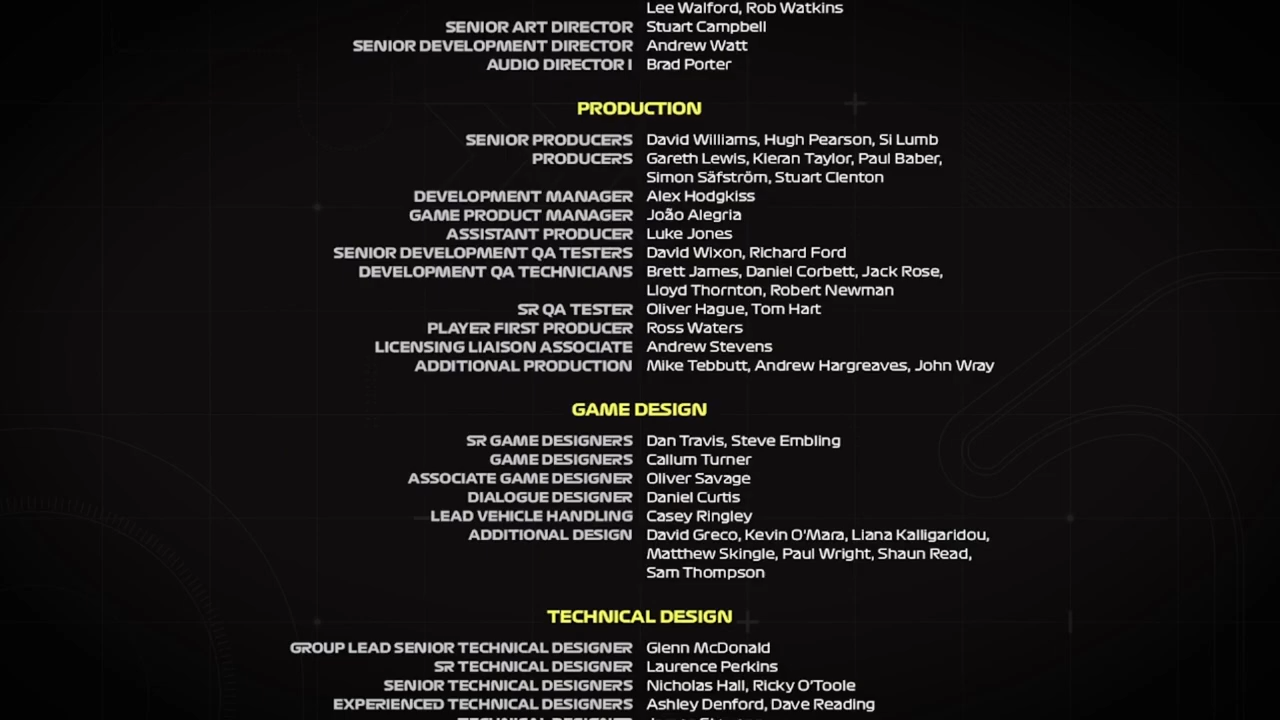 Lee Walford, Rob Watkins
SENIOR ART DIRECTOR Stuart Campbell
SENIOR DEVELOPMENT DIRECTOR Andrew Watt
AUDIO DIRECTOR I Brad Porter
PRODUCTION
SENIOR PRODUCERS David Williams, Hugh Pearson, Si Lumb
PRODUCERS Gareth Lewis, Kieran Taylor, Paul Baber,
Simon Säfström, Stuart Clenton
DEVELOPMENT MANAGER Alex Hodgkiss
GAME PRODUCT MANAGER João Alegria
ASSISTANT PRODUCER Luke Jones
SENIOR DEVELOPMENT QA TESTERS David Wixon, Richard Ford
DEVELOPMENT QA TECHNICIANS Brett James, Daniel Corbett, Jack Rose,
Lloyd Thornton, Robert Newman
SR QA TESTER Oliver Hague, Tom Hart
PLAYER FIRST PRODUCER Ross Waters
LICENSING LIAISON ASSOCIATE Andrew Stevens
ADDITIONAL PRODUCTION Mike Tebbutt, Andrew Hargreaves, John Wray
GAME DESIGN
SR GAME DESIGNERS Dan Travis, Steve Embling
GAME DESIGNERS Callum Turner
ASSOCIATE GAME DESIGNER Oliver Savage
DIALOGUE DESIGNER Daniel Curtis
LEAD VEHICLE HANDLING Casey Ringley
ADDITIONAL DESIGN David Greco, Kevin O'Mara, Liana Kalligaridou,
Matthew Skingle, Paul Wright, Shaun Read,
Sam Thompson
TECHNICAL DESIGN
GROUP LEAD SENIOR TECHNICAL DESIGNER Glenn McDonald
SR TECHNICAL DESIGNER Laurence Perkins
SENIOR TECHNICAL DESIGNERS Nicholas Hall, Ricky O'Toole
EXPERIENCED TECHNICAL DESIGNERS Ashley Denford, Dave Reading